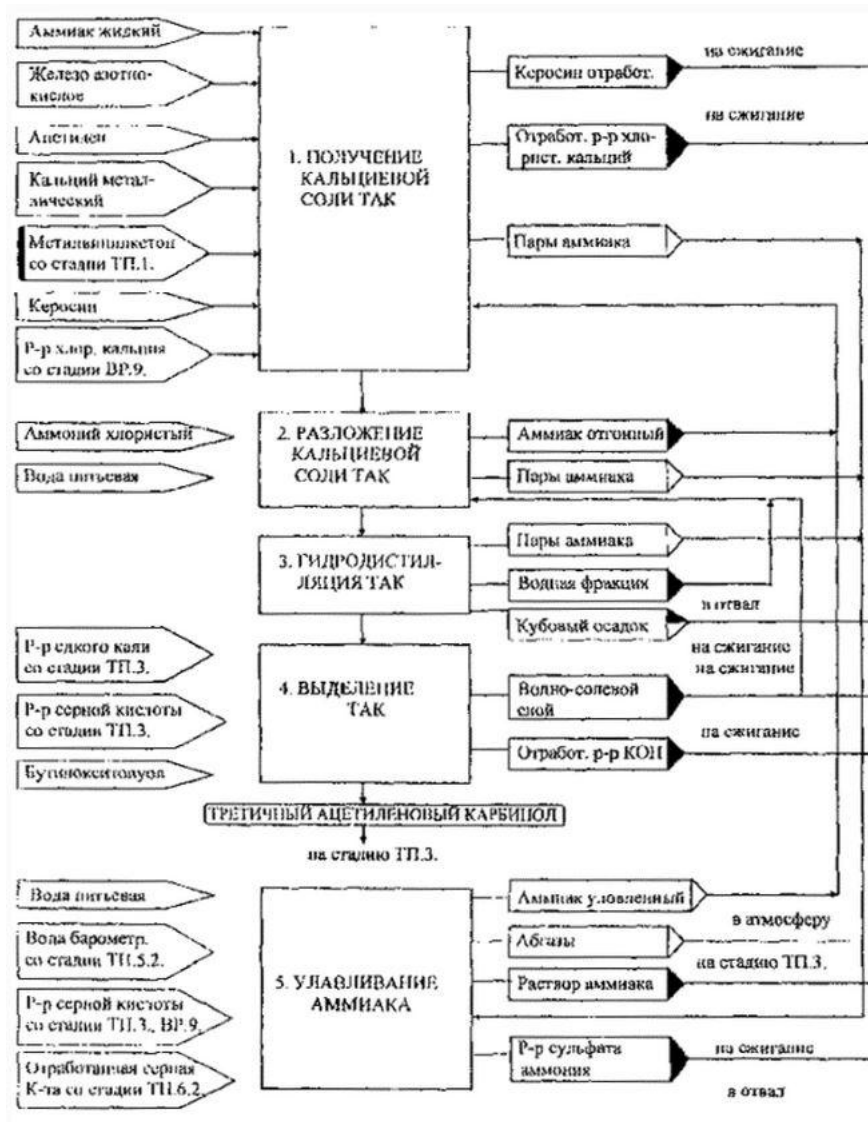 Аммиак жидкий
Железо азотно-
кислое
Ацетилен
Кальций метал-
лический
Метилвинилкетон
со стадии ТП.1.
Керосин
Р-р хлор. кальция
со стадии ВР.9.
1. ПОЛУЧЕНИЕ
КАЛЬЦИЕВОЙ
СОЛИ ТАК
Керосин отработ.
на сжигание
Отработ. р-р хло-
рист. кальций
на сжигание
Пары аммиака
Аммоний хлористый
Вода питьевая
2. РАЗЛОЖЕНИЕ
КАЛЬЦИЕВОЙ
СОЛИ ТАК
Аммиак отгонный
Пары аммиака
3. ГИДРОДИСТИЛ-
ЛЯЦИЯ ТАК
Пары аммиака
Водная фракция
в отвал
Кубовый осадок
на сжигание
на сжигание
Р-р едкого кали
со стадии ТП.3.
Р-р серной кислоты
со стадии ТП.3.
Бутилокситолуол
4. ВЫДЕЛЕНИЕ
ТАК
Водно-солевой
слой
на сжигание
Отработ. р-р КОН
ТРЕТИЧНЫЙ АЦЕТИЛЕНОВЫЙ КАРБИНОЛ
на стадию ТП.3.
Вода питьевая
Вода барометр.
со стадии ТП.5.2.
Р-р серной кислоты
со стадии ТП.3., ВР.9.
Отработанная серная
К-та со стадии ТП.6.2.
5. УЛАВЛИВАНИЕ
АММИАКА
Аммиак уловленный
в атмосферу
Абгазы
на стадию ТП.3.
Раствор аммиака
Р-р сульфата
аммония
на сжигание
в отвал